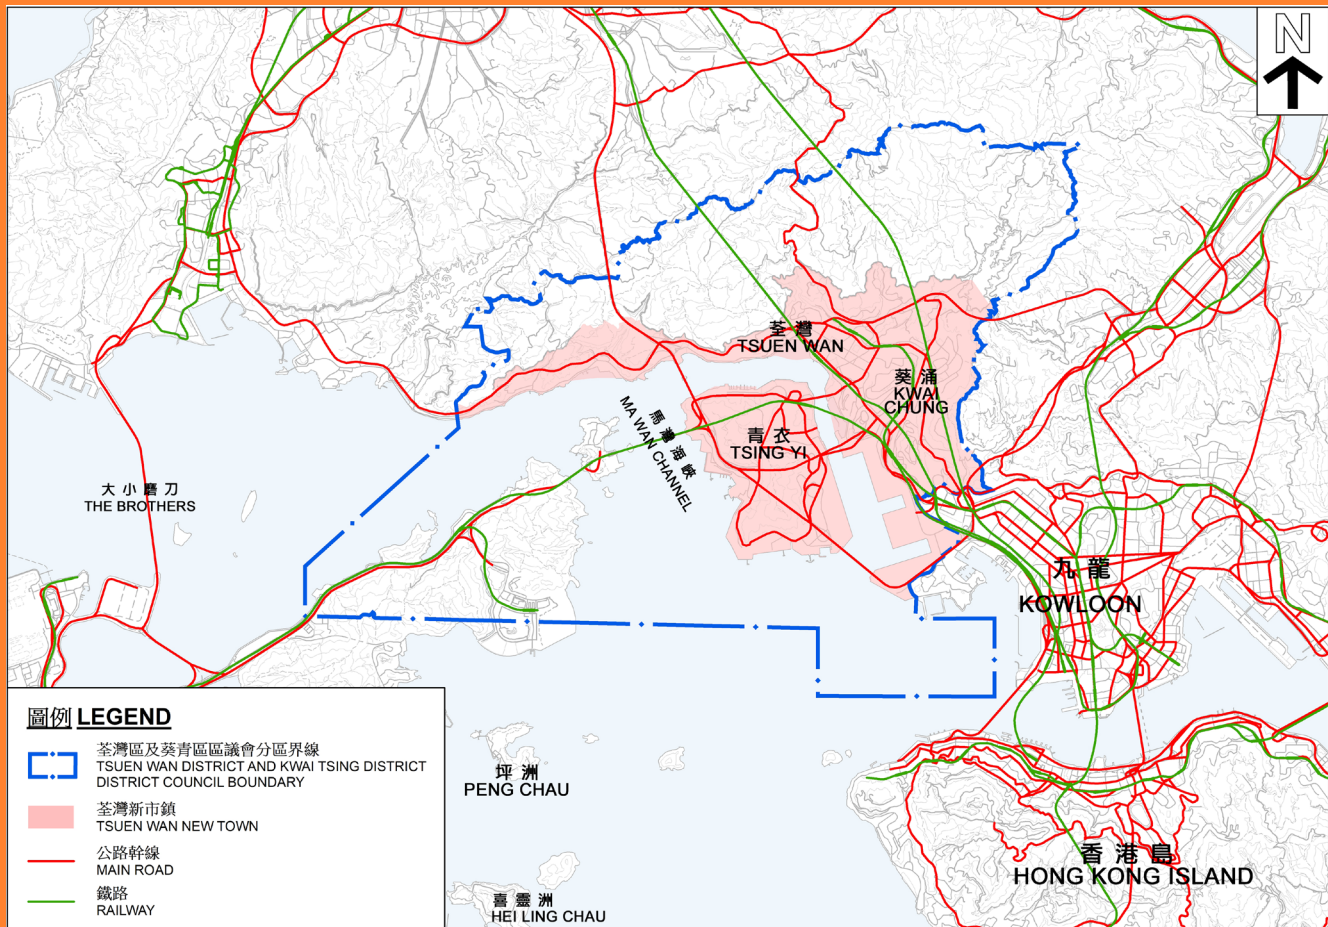 N
荃灣
TSUEN WAN
葵涌
KWAI
CHUNG
馬灣海峽
MA WAN CHANNEL
青衣
TSING YI
大小磨刀
THE BROTHERS
九龍
KOWLOON
坪洲
PENG CHAU
香港島
HONG KONG ISLAND
喜靈洲
HEI LING CHAU
圖例 LEGEND
荃灣區及葵青區區議會分區界線
TSUEN WAN DISTRICT AND KWAI TSING DISTRICT
DISTRICT COUNCIL BOUNDARY
荃灣新市鎮
TSUEN WAN NEW TOWN
公路幹線
MAIN ROAD
鐵路
RAILWAY